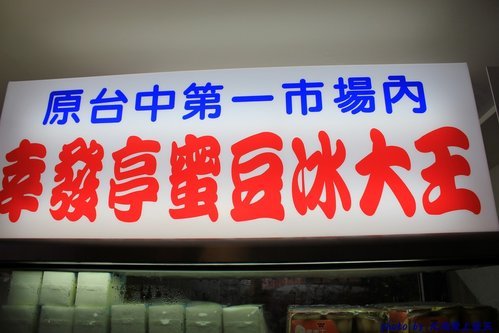 原台中第一市場內
幸發亭蜜豆冰大王